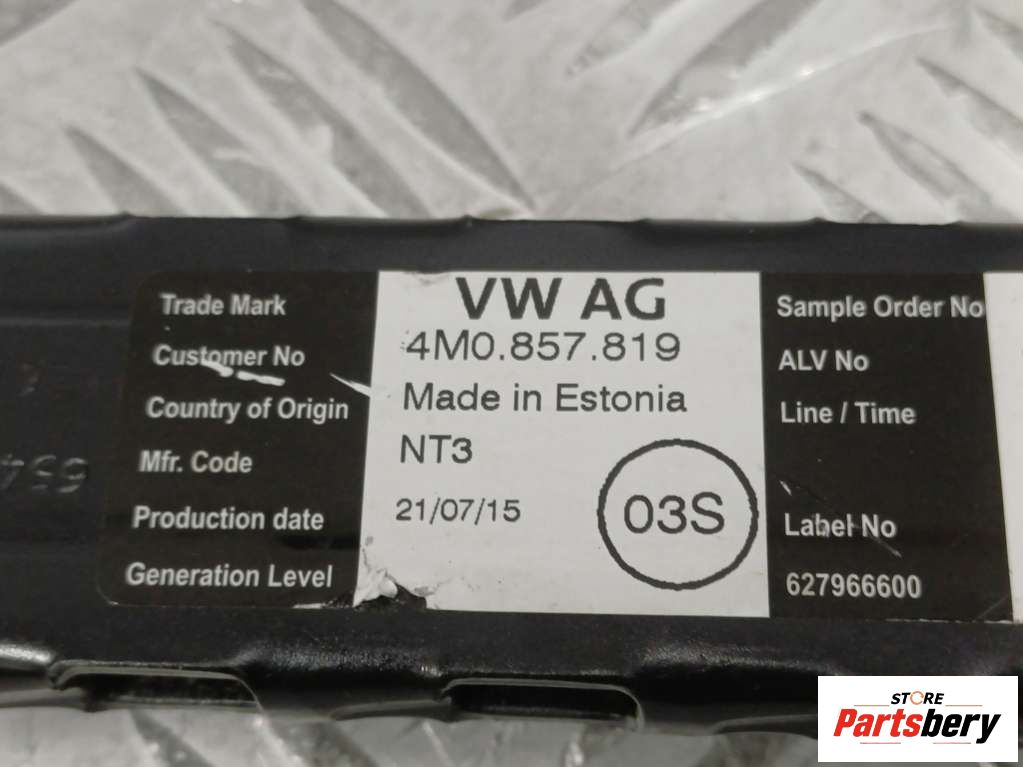 Trade Mark
VW AG
Customer No
4M0.857.819
Country of Origin
Made in Estonia
Mfr. Code
NT3
Production date
21/07/15
Generation Level
03S
Sample Order No
ALV No
Line / Time
Label No
627966600
654
STORE
Partsbery